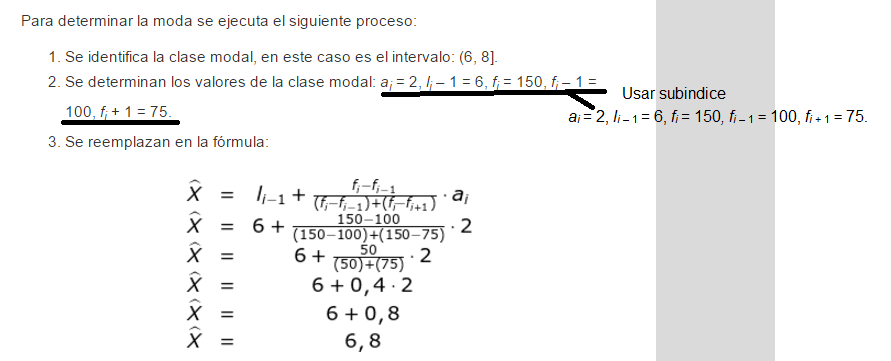 Para determinar la moda se ejecuta el siguiente proceso:
1. Se identifica la clase modal, en este caso es el intervalo: (6, 8].
2. Se determinan los valores de la clase modal: aᵢ = 2, lᵢ – 1 = 6, fᵢ = 150, fᵢ – 1 =
100, fᵢ + 1 = 75.
Usar subindice
aᵢ = 2, lᵢ₋₁ = 6, fᵢ = 150, fᵢ₋₁ = 100, fᵢ₊₁ = 75.
3. Se reemplazan en la fórmula:
X̂ = lᵢ₋₁ + (fᵢ–fᵢ₋₁)/((fᵢ–fᵢ₋₁)+(fᵢ–fᵢ₊₁)) · aᵢ
X̂ = 6 + (150–100)/((150–100)+(150–75)) · 2
X̂ = 6 + 50/((50)+(75)) · 2
X̂ = 6 + 0,4 · 2
X̂ = 6 + 0,8
X̂ = 6,8